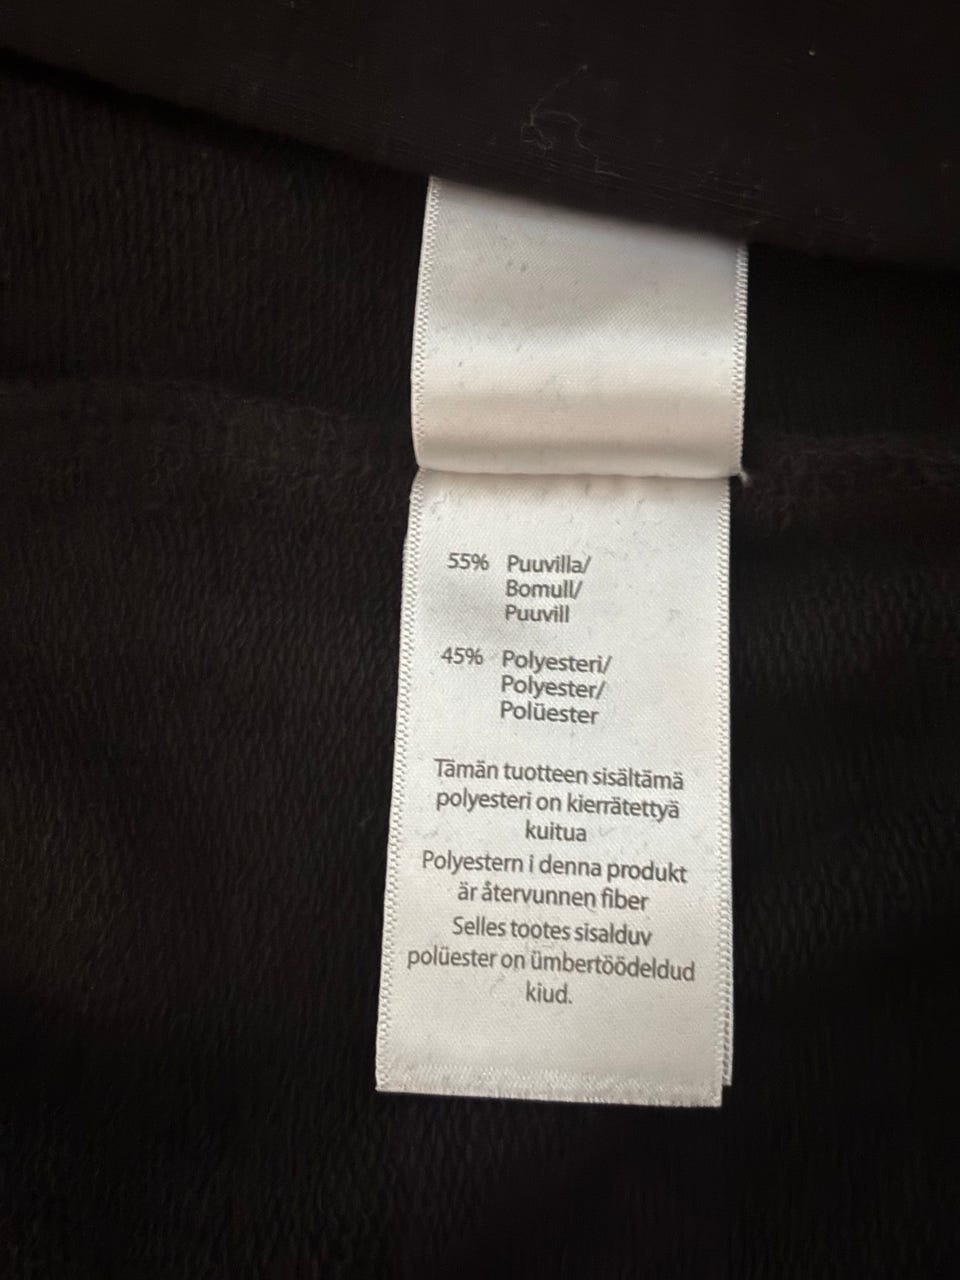 55% Puuvilla/
Bomull/
Puuvill
45% Polyesteri/
Polyester/
Polüester
Tämän tuotteen sisältämä
polyesteri on kierrätettyä
kuitua
Polyestern i denna produkt
är återvunnen fiber
Selles tootes sisalduv
polüester on ümbertöödeldud
kiud.